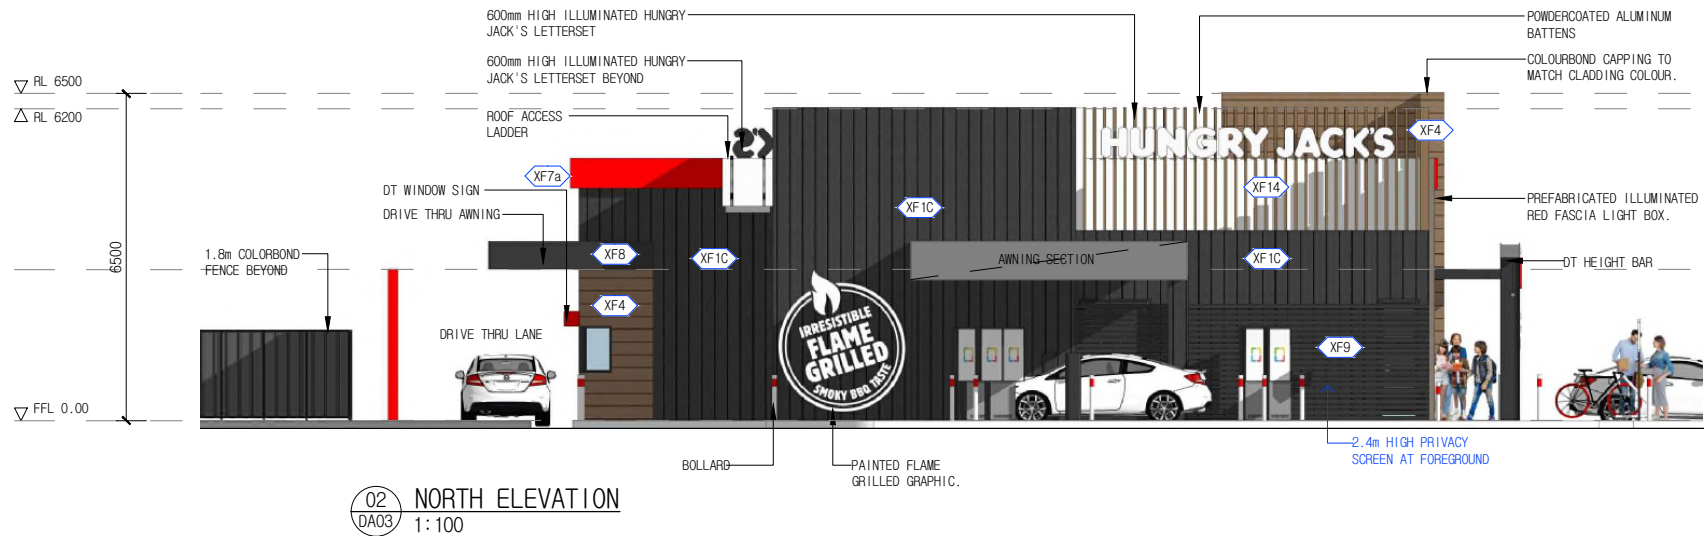 600mm HIGH ILLUMINATED HUNGRY
JACK'S LETTERSET
POWDERCOATED ALUMINUM
BATTENS
600mm HIGH ILLUMINATED HUNGRY
JACK'S LETTERSET BEYOND
COLOURBOND CAPPING TO
MATCH CLADDING COLOUR.
RL 6500
RL 6200
ROOF ACCESS
LADDER
HUNGRY JACK'S
XF4
XF7a
DT WINDOW SIGN
XF14
PREFABRICATED ILLUMINATED
RED FASCIA LIGHT BOX.
XF1C
DRIVE THRU AWNING
6500
1.8m COLORBOND
FENCE BEYOND
XF8
XF1C
AWNING SECTION
XF1C
DT HEIGHT BAR
XF4
DRIVE THRU LANE
IRRESISTIBLE
FLAME
GRILLED
SMOKY BBQ TASTE
XF9
FFL 0.00
BOLLARD
PAINTED FLAME
GRILLED GRAPHIC.
2.4m HIGH PRIVACY
SCREEN AT FOREGROUND
02
DA03
NORTH ELEVATION
1:100